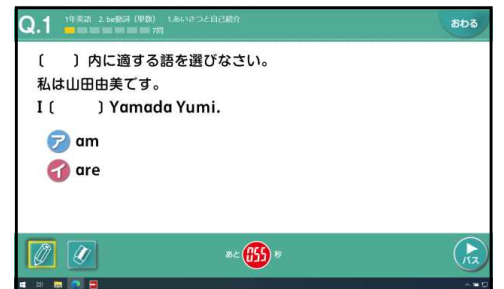 Q.1 1年英語 2. be動詞（単数） 1.あいさつと自己紹介
7問
おわる
〔　〕内に適する語を選びなさい。
私は山田由美です。
I〔　〕Yamada Yumi.
ア am
イ are
あと 055 秒
パス